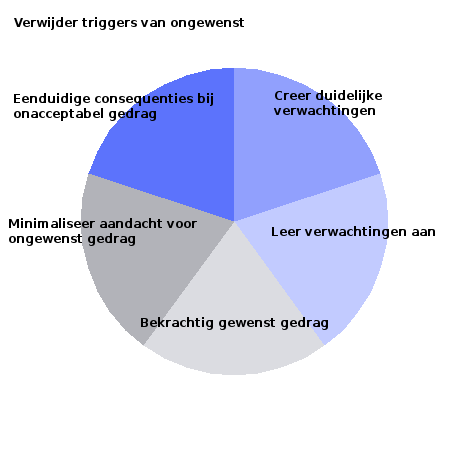 Verwijder triggers van ongewenst
Eenduidige consequenties bij
onacceptabel gedrag
Creer duidelijke
verwachtingen
Minimaliseer aandacht voor
ongewenst gedrag
Leer verwachtingen aan
Bekrachtig gewenst gedrag